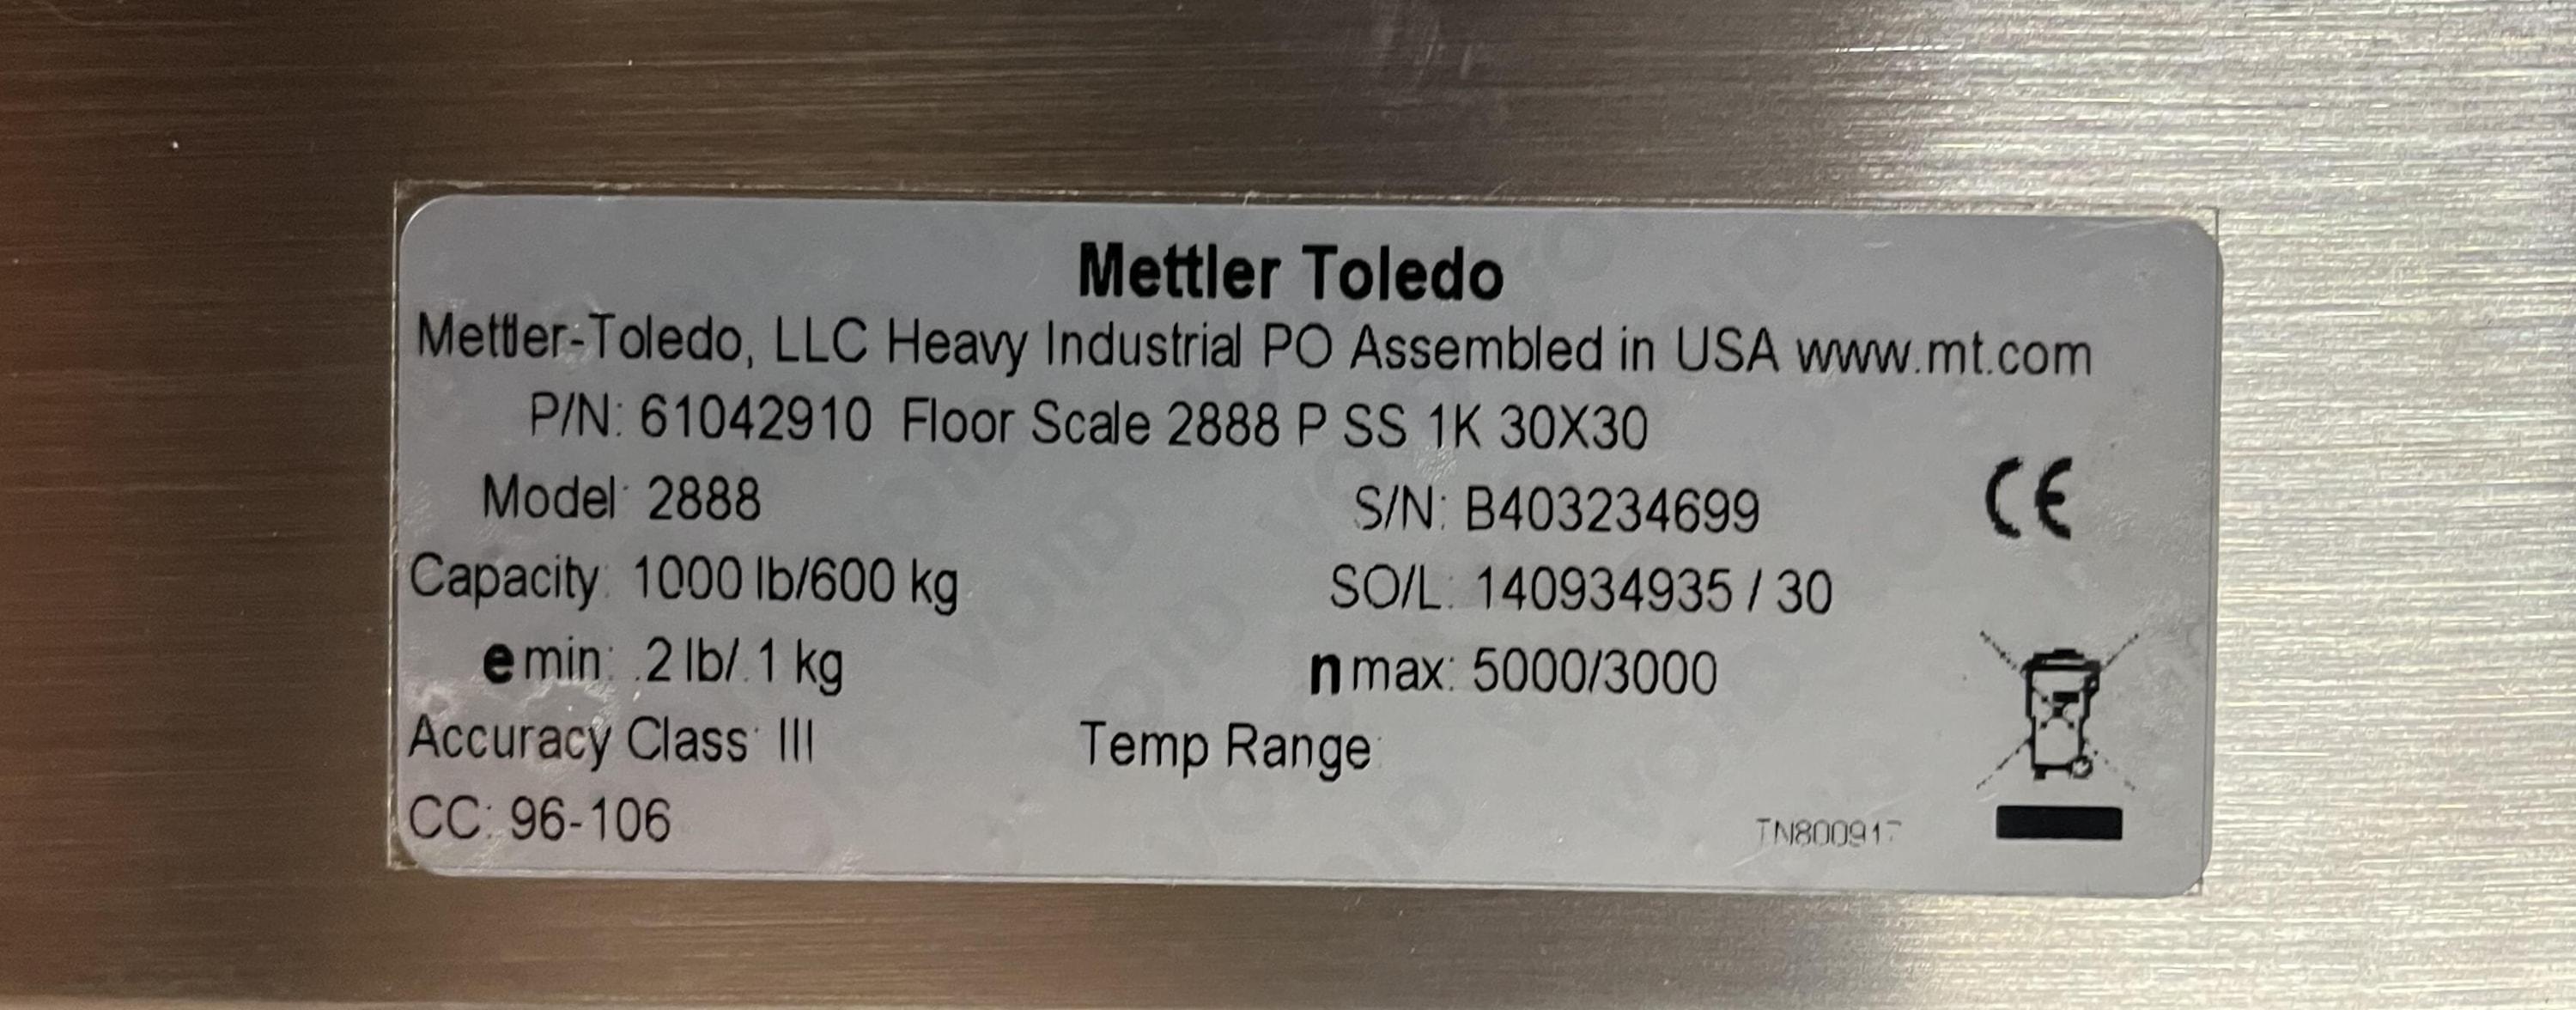 Mettler Toledo
Mettler-Toledo, LLC Heavy Industrial PO Assembled in USA www.mt.com
P/N: 61042910 Floor Scale 2888 P SS 1K 30X30
Model: 2888 S/N: B403234699
CE
Capacity: 1000 lb/600 kg SO/L: 140934935 / 30
e min: .2 lb/.1 kg n max: 5000/3000
Accuracy Class: III Temp Range:
CC: 96-106